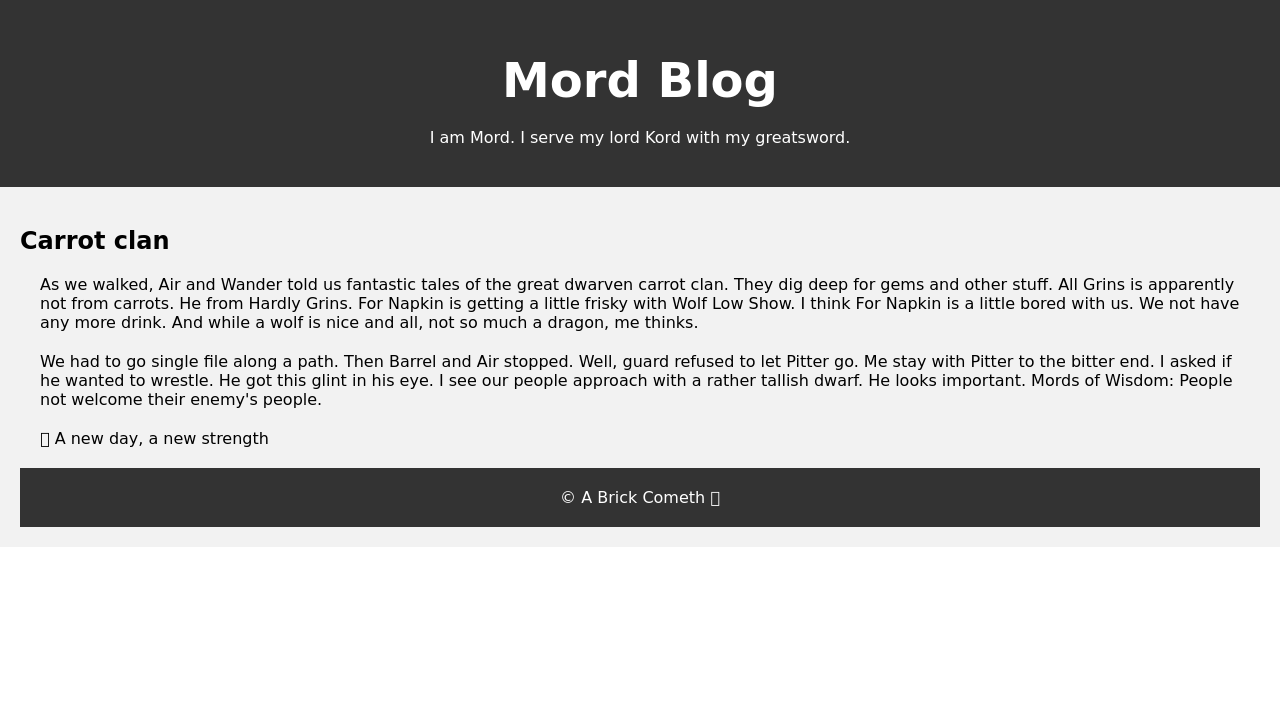 Mord Blog
I am Mord. I serve my lord Kord with my greatsword.
Carrot clan
As we walked, Air and Wander told us fantastic tales of the great dwarven carrot clan. They dig deep for gems and other stuff. All Grins is apparently
not from carrots. He from Hardly Grins. For Napkin is getting a little frisky with Wolf Low Show. I think For Napkin is a little bored with us. We not have
any more drink. And while a wolf is nice and all, not so much a dragon, me thinks.
We had to go single file along a path. Then Barrel and Air stopped. Well, guard refused to let Pitter go. Me stay with Pitter to the bitter end. I asked if
he wanted to wrestle. He got this glint in his eye. I see our people approach with a rather tallish dwarf. He looks important. Mords of Wisdom: People
not welcome their enemy's people.
A new day, a new strength
© A Brick Cometh